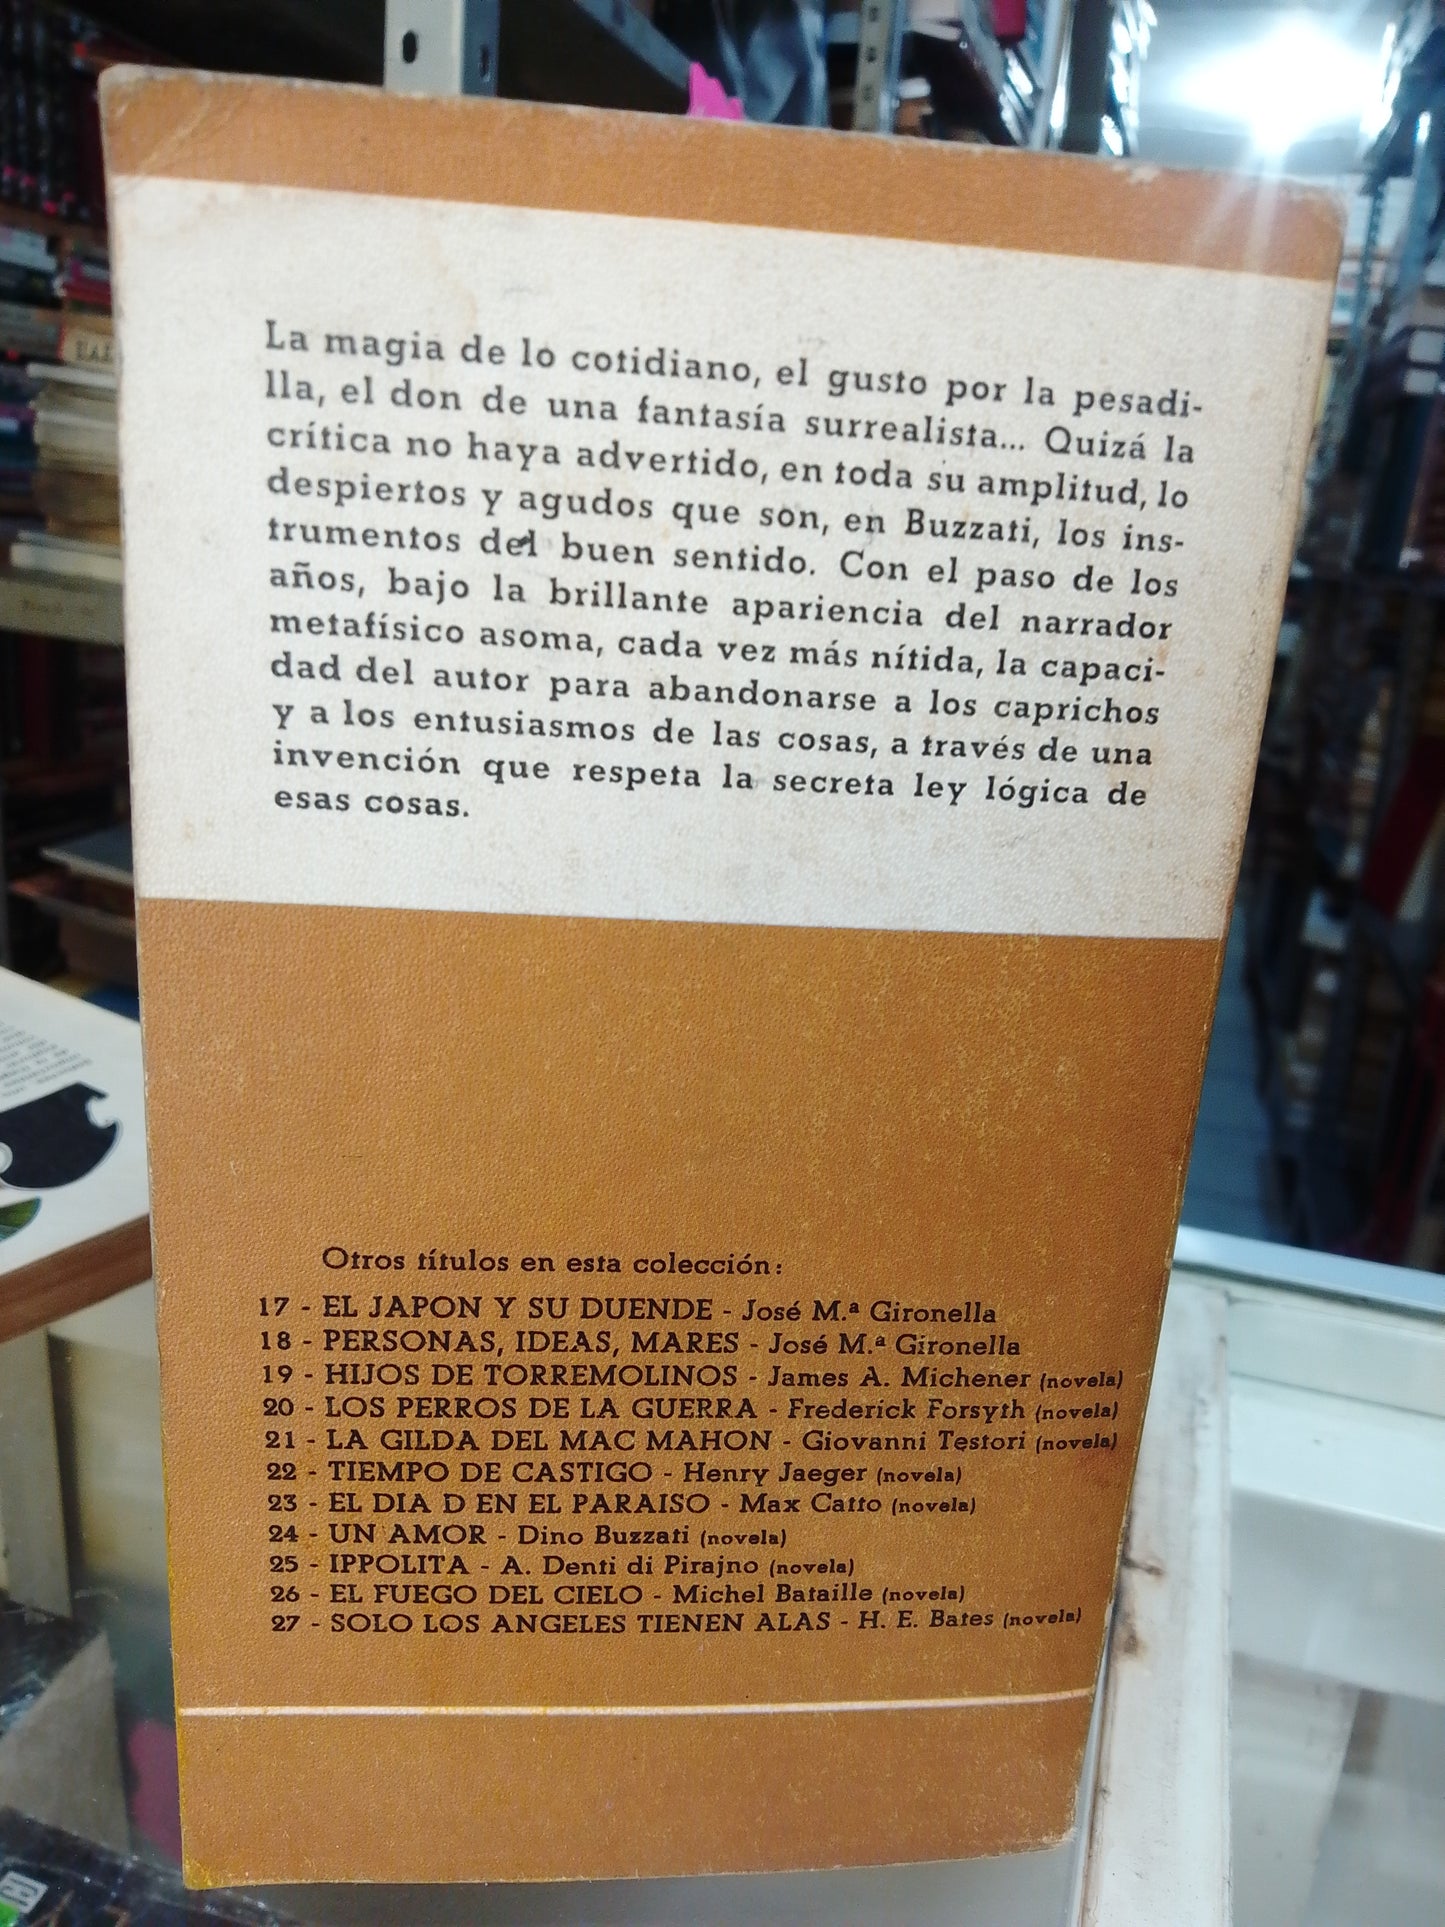 La magia de lo cotidiano, el gusto por la pesadi-
lla, el don de una fantasía surrealista... Quizá la
crítica no haya advertido, en toda su amplitud, lo
despiertos y agudos que son, en Buzzati, los ins-
trumentos del buen sentido. Con el paso de los
años, bajo la brillante apariencia del narrador
metafísico asoma, cada vez más nítida, la capaci-
dad del autor para abandonarse a los caprichos
y a los entusiasmos de las cosas, a través de una
invención que respeta la secreta ley lógica de
esas cosas.
Otros títulos en esta colección:
17 - EL JAPON Y SU DUENDE - José M.ª Gironella
18 - PERSONAS, IDEAS, MARES - José M.ª Gironella
19 - HIJOS DE TORREMOLINOS - James A. Michener (novela)
20 - LOS PERROS DE LA GUERRA - Frederick Forsyth (novela)
21 - LA GILDA DEL MAC MAHON - Giovanni Testori (novela)
22 - TIEMPO DE CASTIGO - Henry Jaeger (novela)
23 - EL DIA D EN EL PARAISO - Max Catto (novela)
24 - UN AMOR - Dino Buzzati (novela)
25 - IPPOLITA - A. Denti di Pirajno (novela)
26 - EL FUEGO DEL CIELO - Michel Bataille (novela)
27 - SOLO LOS ANGELES TIENEN ALAS - H. E. Bates (novela)